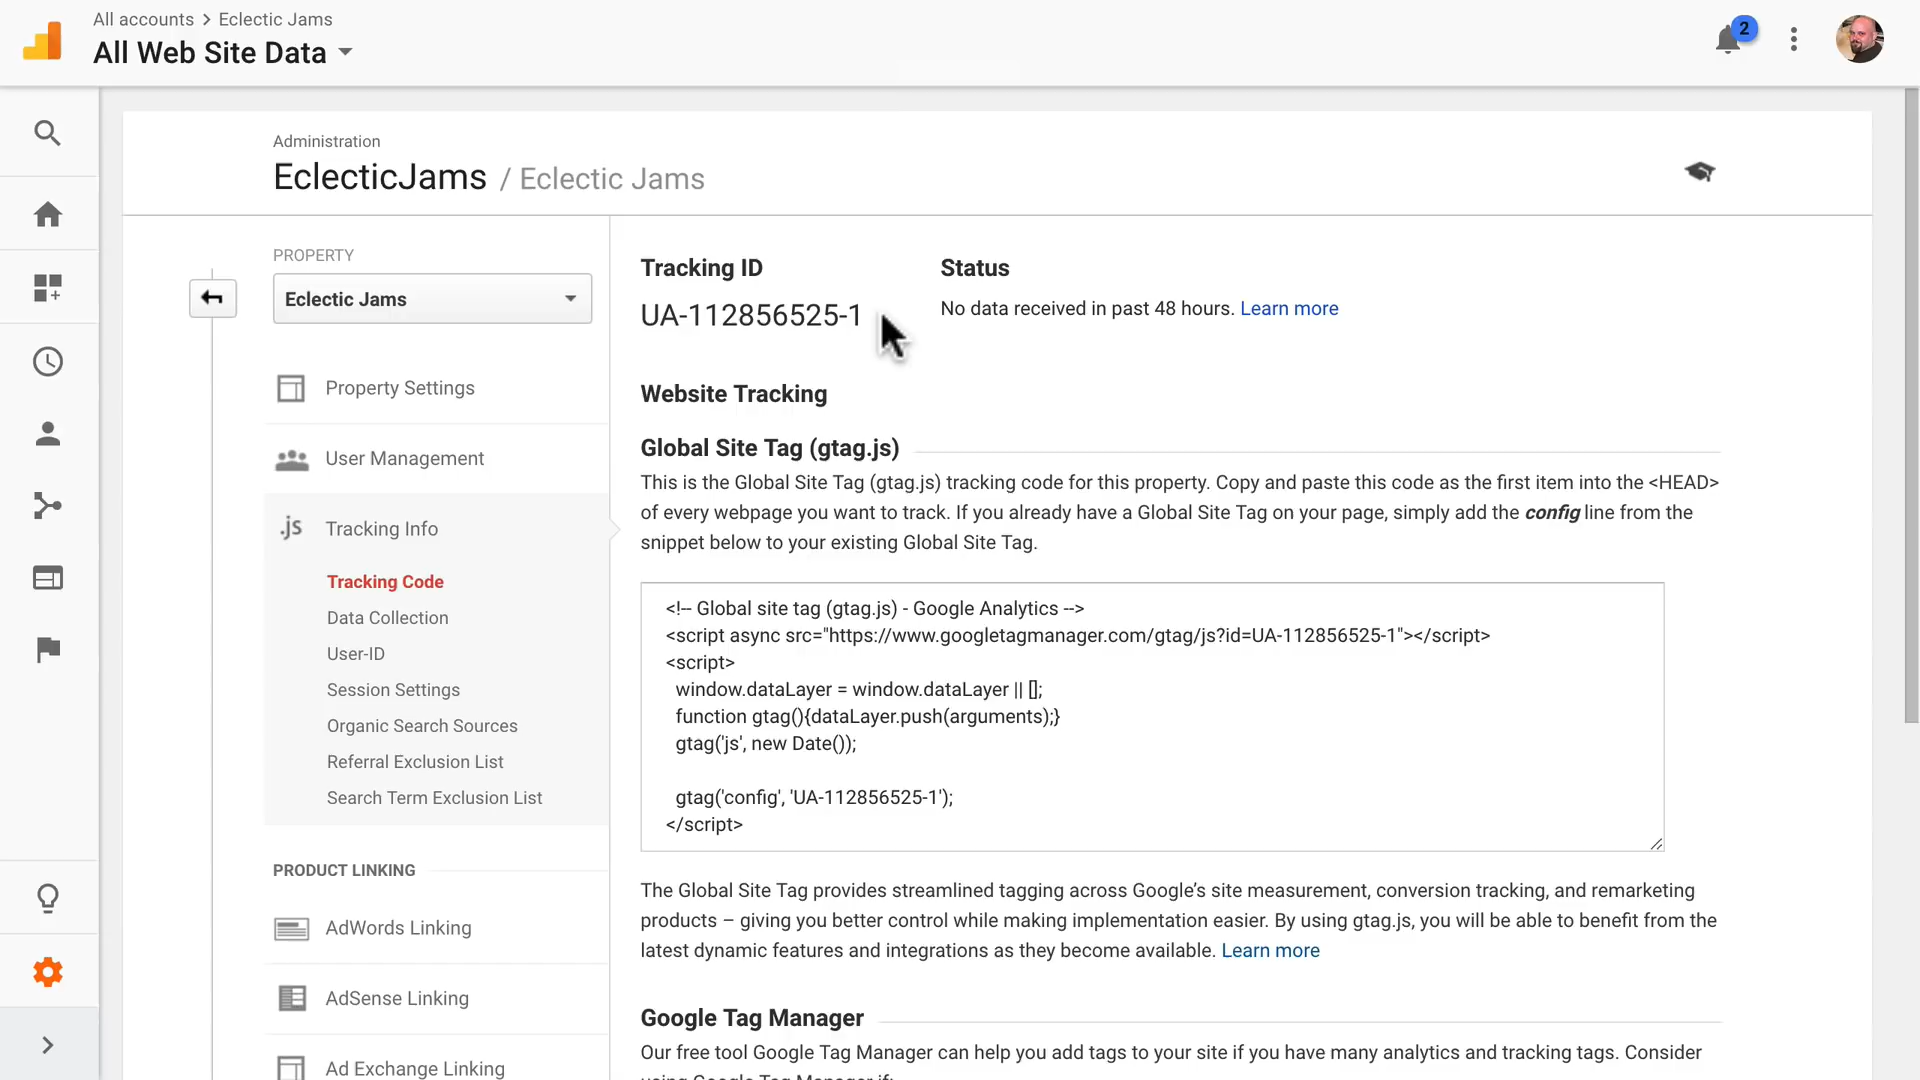 All accounts > Eclectic Jams
All Web Site Data
2
Administration
EclecticJams / Eclectic Jams
PROPERTY
Eclectic Jams
Property Settings
User Management
.js Tracking Info
Tracking Code
Data Collection
User-ID
Session Settings
Organic Search Sources
Referral Exclusion List
Search Term Exclusion List
PRODUCT LINKING
AdWords Linking
AdSense Linking
Ad Exchange Linking
Tracking ID
UA-112856525-1
Status
No data received in past 48 hours. Learn more
Website Tracking
Global Site Tag (gtag.js)
This is the Global Site Tag (gtag.js) tracking code for this property. Copy and paste this code as the first item into the <HEAD>
of every webpage you want to track. If you already have a Global Site Tag on your page, simply add the config line from the
snippet below to your existing Global Site Tag.
<!-- Global site tag (gtag.js) - Google Analytics -->
<script async src="https://www.googletagmanager.com/gtag/js?id=UA-112856525-1"></script>
<script>
window.dataLayer = window.dataLayer || [];
function gtag(){dataLayer.push(arguments);}
gtag('js', new Date());
gtag('config', 'UA-112856525-1');
</script>
The Global Site Tag provides streamlined tagging across Google’s site measurement, conversion tracking, and remarketing
products – giving you better control while making implementation easier. By using gtag.js, you will be able to benefit from the
latest dynamic features and integrations as they become available. Learn more
Google Tag Manager
Our free tool Google Tag Manager can help you add tags to your site if you have many analytics and tracking tags. Consider
using Google Tag Manager if: